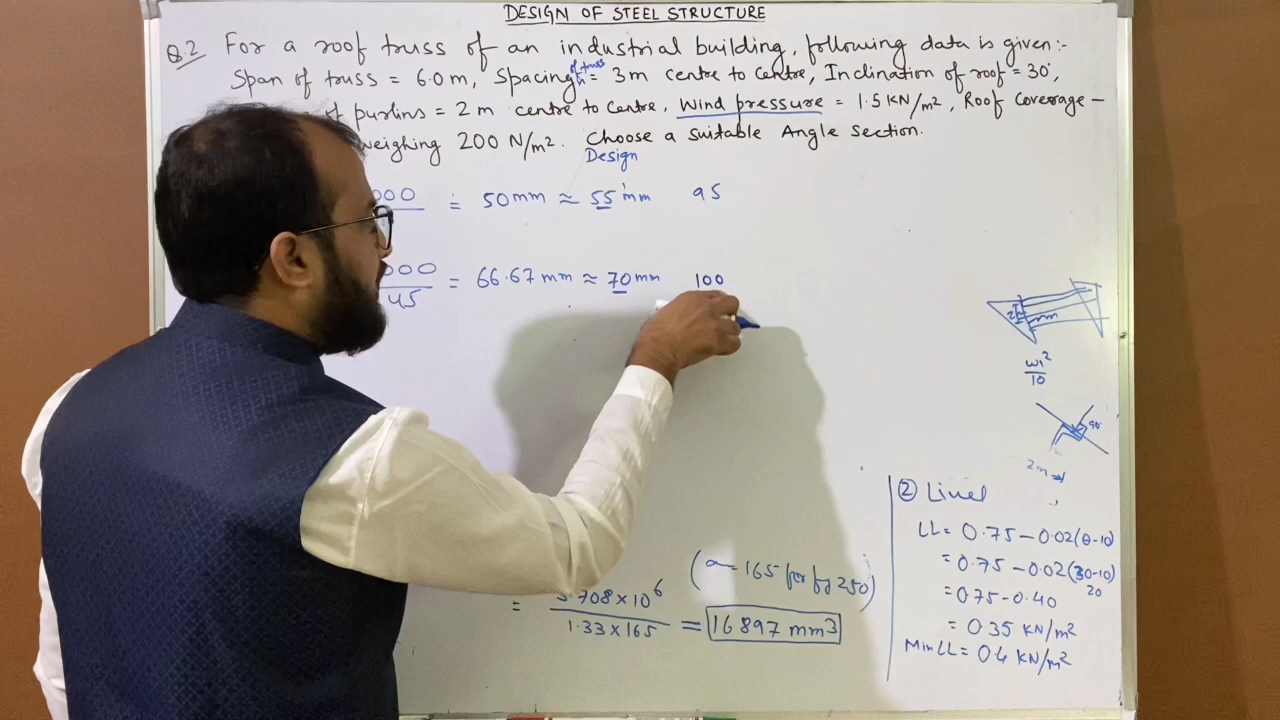 DESIGN OF STEEL STRUCTURE
Q.2 For a roof truss of an industrial building, following data is given:-
Span of truss = 6.0 m, Spacing of truss = 3m centre to centre, Inclination of roof = 30°,
purlins = 2 m centre to centre, Wind pressure = 1.5 KN/m², Roof Coverage -
weighing 200 N/m². Choose a suitable Angle section.
Design
000 = 50mm ≈ 55 mm 95
000/45 = 66.67 mm ≈ 70mm 100
wl²/10
90°
2m
= 3.708×10⁶/1.33×165 = 16897 mm³
(σ = 165 for fy 250)
② Live
LL = 0.75 - 0.02(θ-10)
= 0.75 - 0.02(30-10)
20
= 0.75 - 0.40
= 0.35 KN/m²
Min LL = 0.4 KN/m²